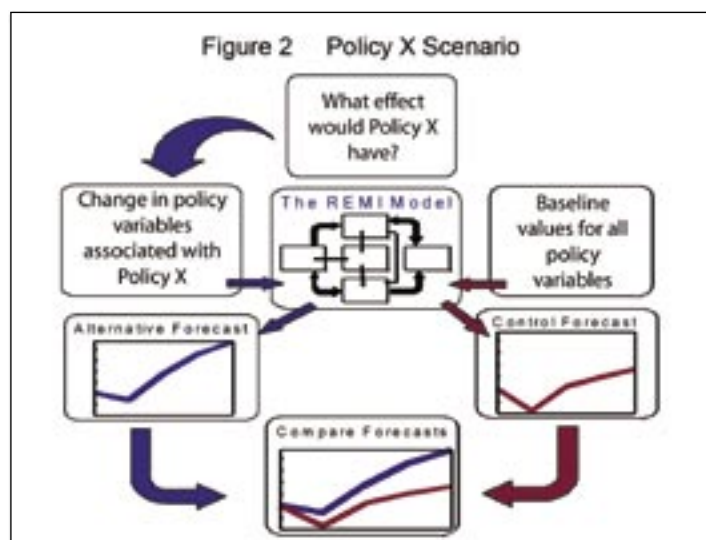 Figure 2 Policy X Scenario
What effect
would Policy X
have?
Change in policy
variables
associated with
Policy X
The REMI Model
Baseline
values for all
policy
variables
Alternative Forecast
Control Forecast
Compare Forecasts